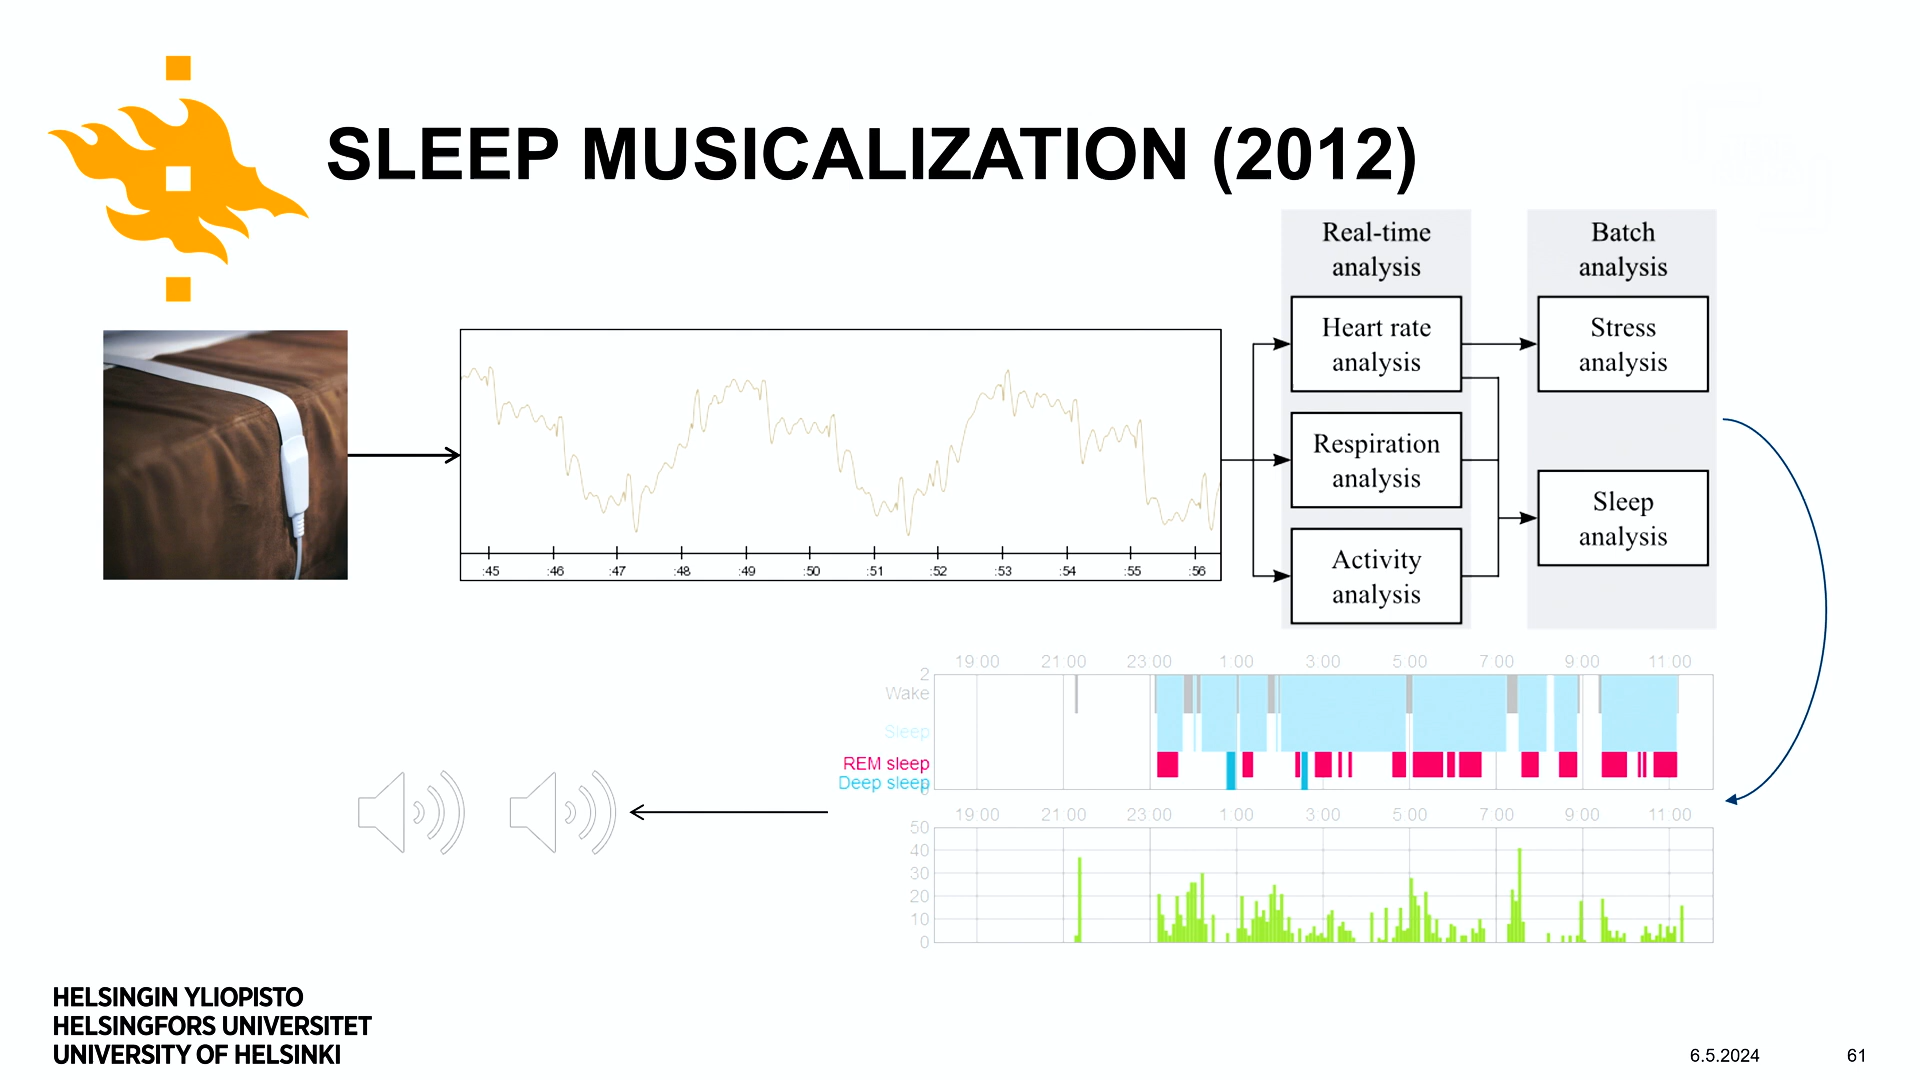 SLEEP MUSICALIZATION (2012)
Real-time
analysis
Batch
analysis
Heart rate
analysis
Stress
analysis
Respiration
analysis
Sleep
analysis
Activity
analysis
:45 :46 :47 :48 :49 :50 :51 :52 :53 :54 :55 :56
19 00 21 00 23 00 1 00 3 00 5 00 7 00 9 00 11 00
2
Wake
Sleep
REM sleep
Deep sleep
0
19 00 21 00 23 00 1 00 3 00 5 00 7 00 9 00 11 00
50
40
30
20
10
0
HELSINGIN YLIOPISTO
HELSINGFORS UNIVERSITET
UNIVERSITY OF HELSINKI
6.5.2024 61